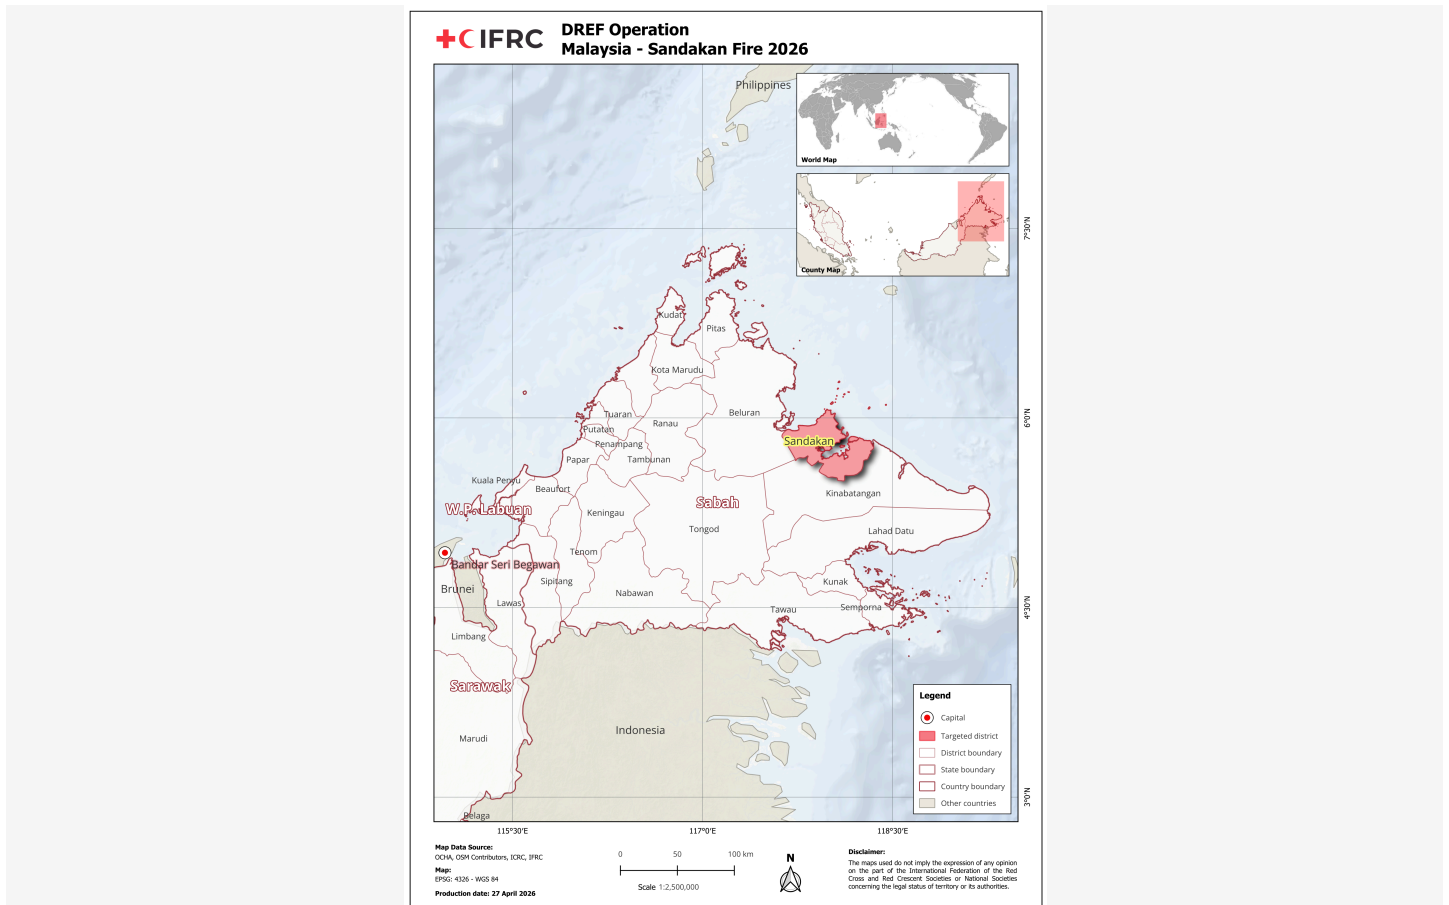 IFRC
DREF Operation
Malaysia - Sandakan Fire 2026
Philippines
World Map
County Map
7°30'N
Kudat
Pitas
Kota Marudu
Beluran
Tuaran
Ranau
6°0'N
Putatan
Sandakan
Penampang
Papar
Tambunan
Kuala Penyu
Beaufort
Kinabatangan
W.P. Labuan
Sabah
Keningau
Tongod
Lahad Datu
Tenom
Bandar Seri Begawan
Sipitang
Kunak
Brunei
Nabawan
Lawas
Tawau
Semporna
4°30'N
Limbang
Sarawak
Indonesia
Marudi
Belaga
3°0'N
Legend
Capital
Targeted district
District boundary
State boundary
Country boundary
Other countries
115°30'E
117°0'E
118°30'E
Map Data Source:
OCHA, OSM Contributors, ICRC, IFRC
Map:
EPSG: 4326 - WGS 84
Production date: 27 April 2026
0 50 100 km
Scale 1:2,500,000
N
Disclaimer:
The maps used do not imply the expression of any opinion
on the part of the International Federation of the Red
Cross and Red Crescent Societies or National Societies
concerning the legal status of territory or its authorities.